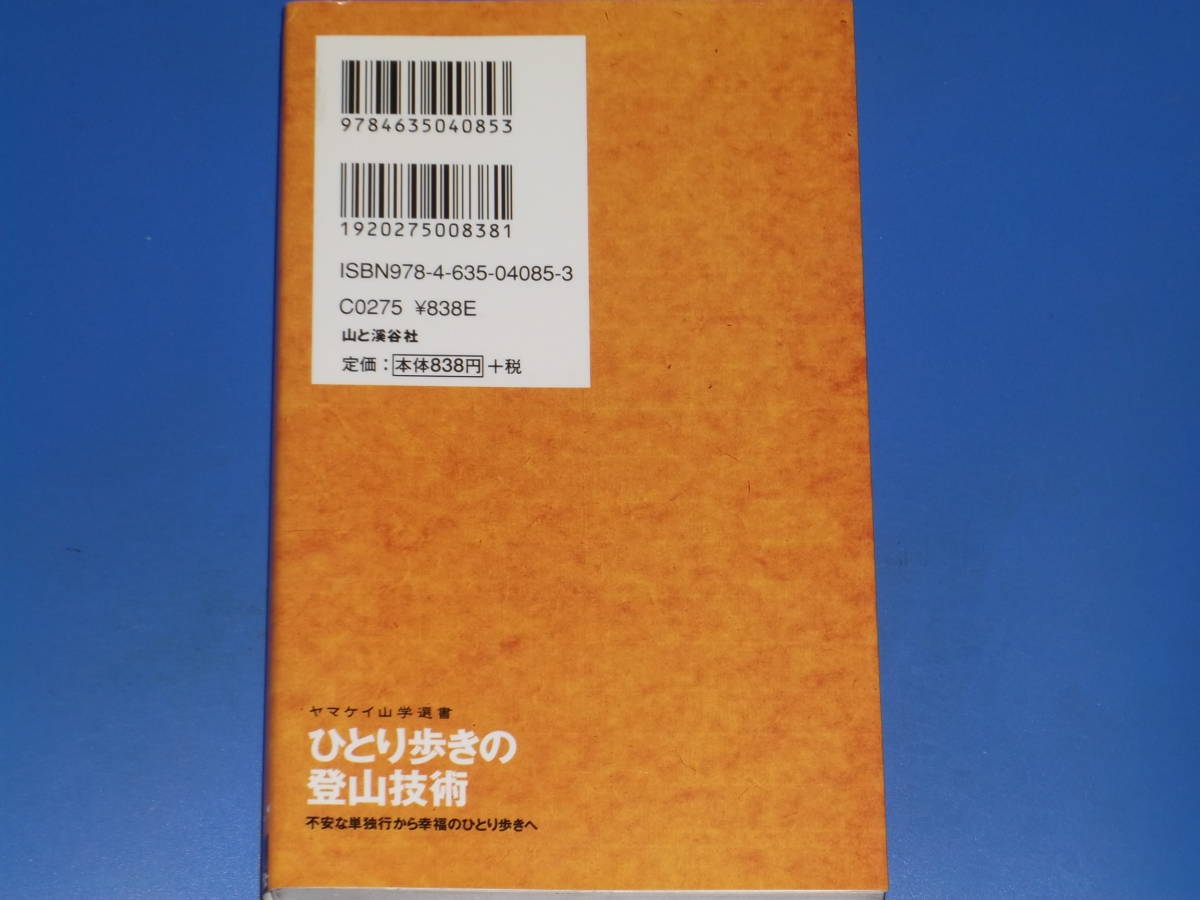 9784635040853
1920275008381
ISBN978-4-635-04085-3
C0275 ¥838E
山と溪谷社
定価：本体838円+税
ヤマケイ山学選書
ひとり歩きの
登山技術
不安な単独行から幸福のひとり歩きへ